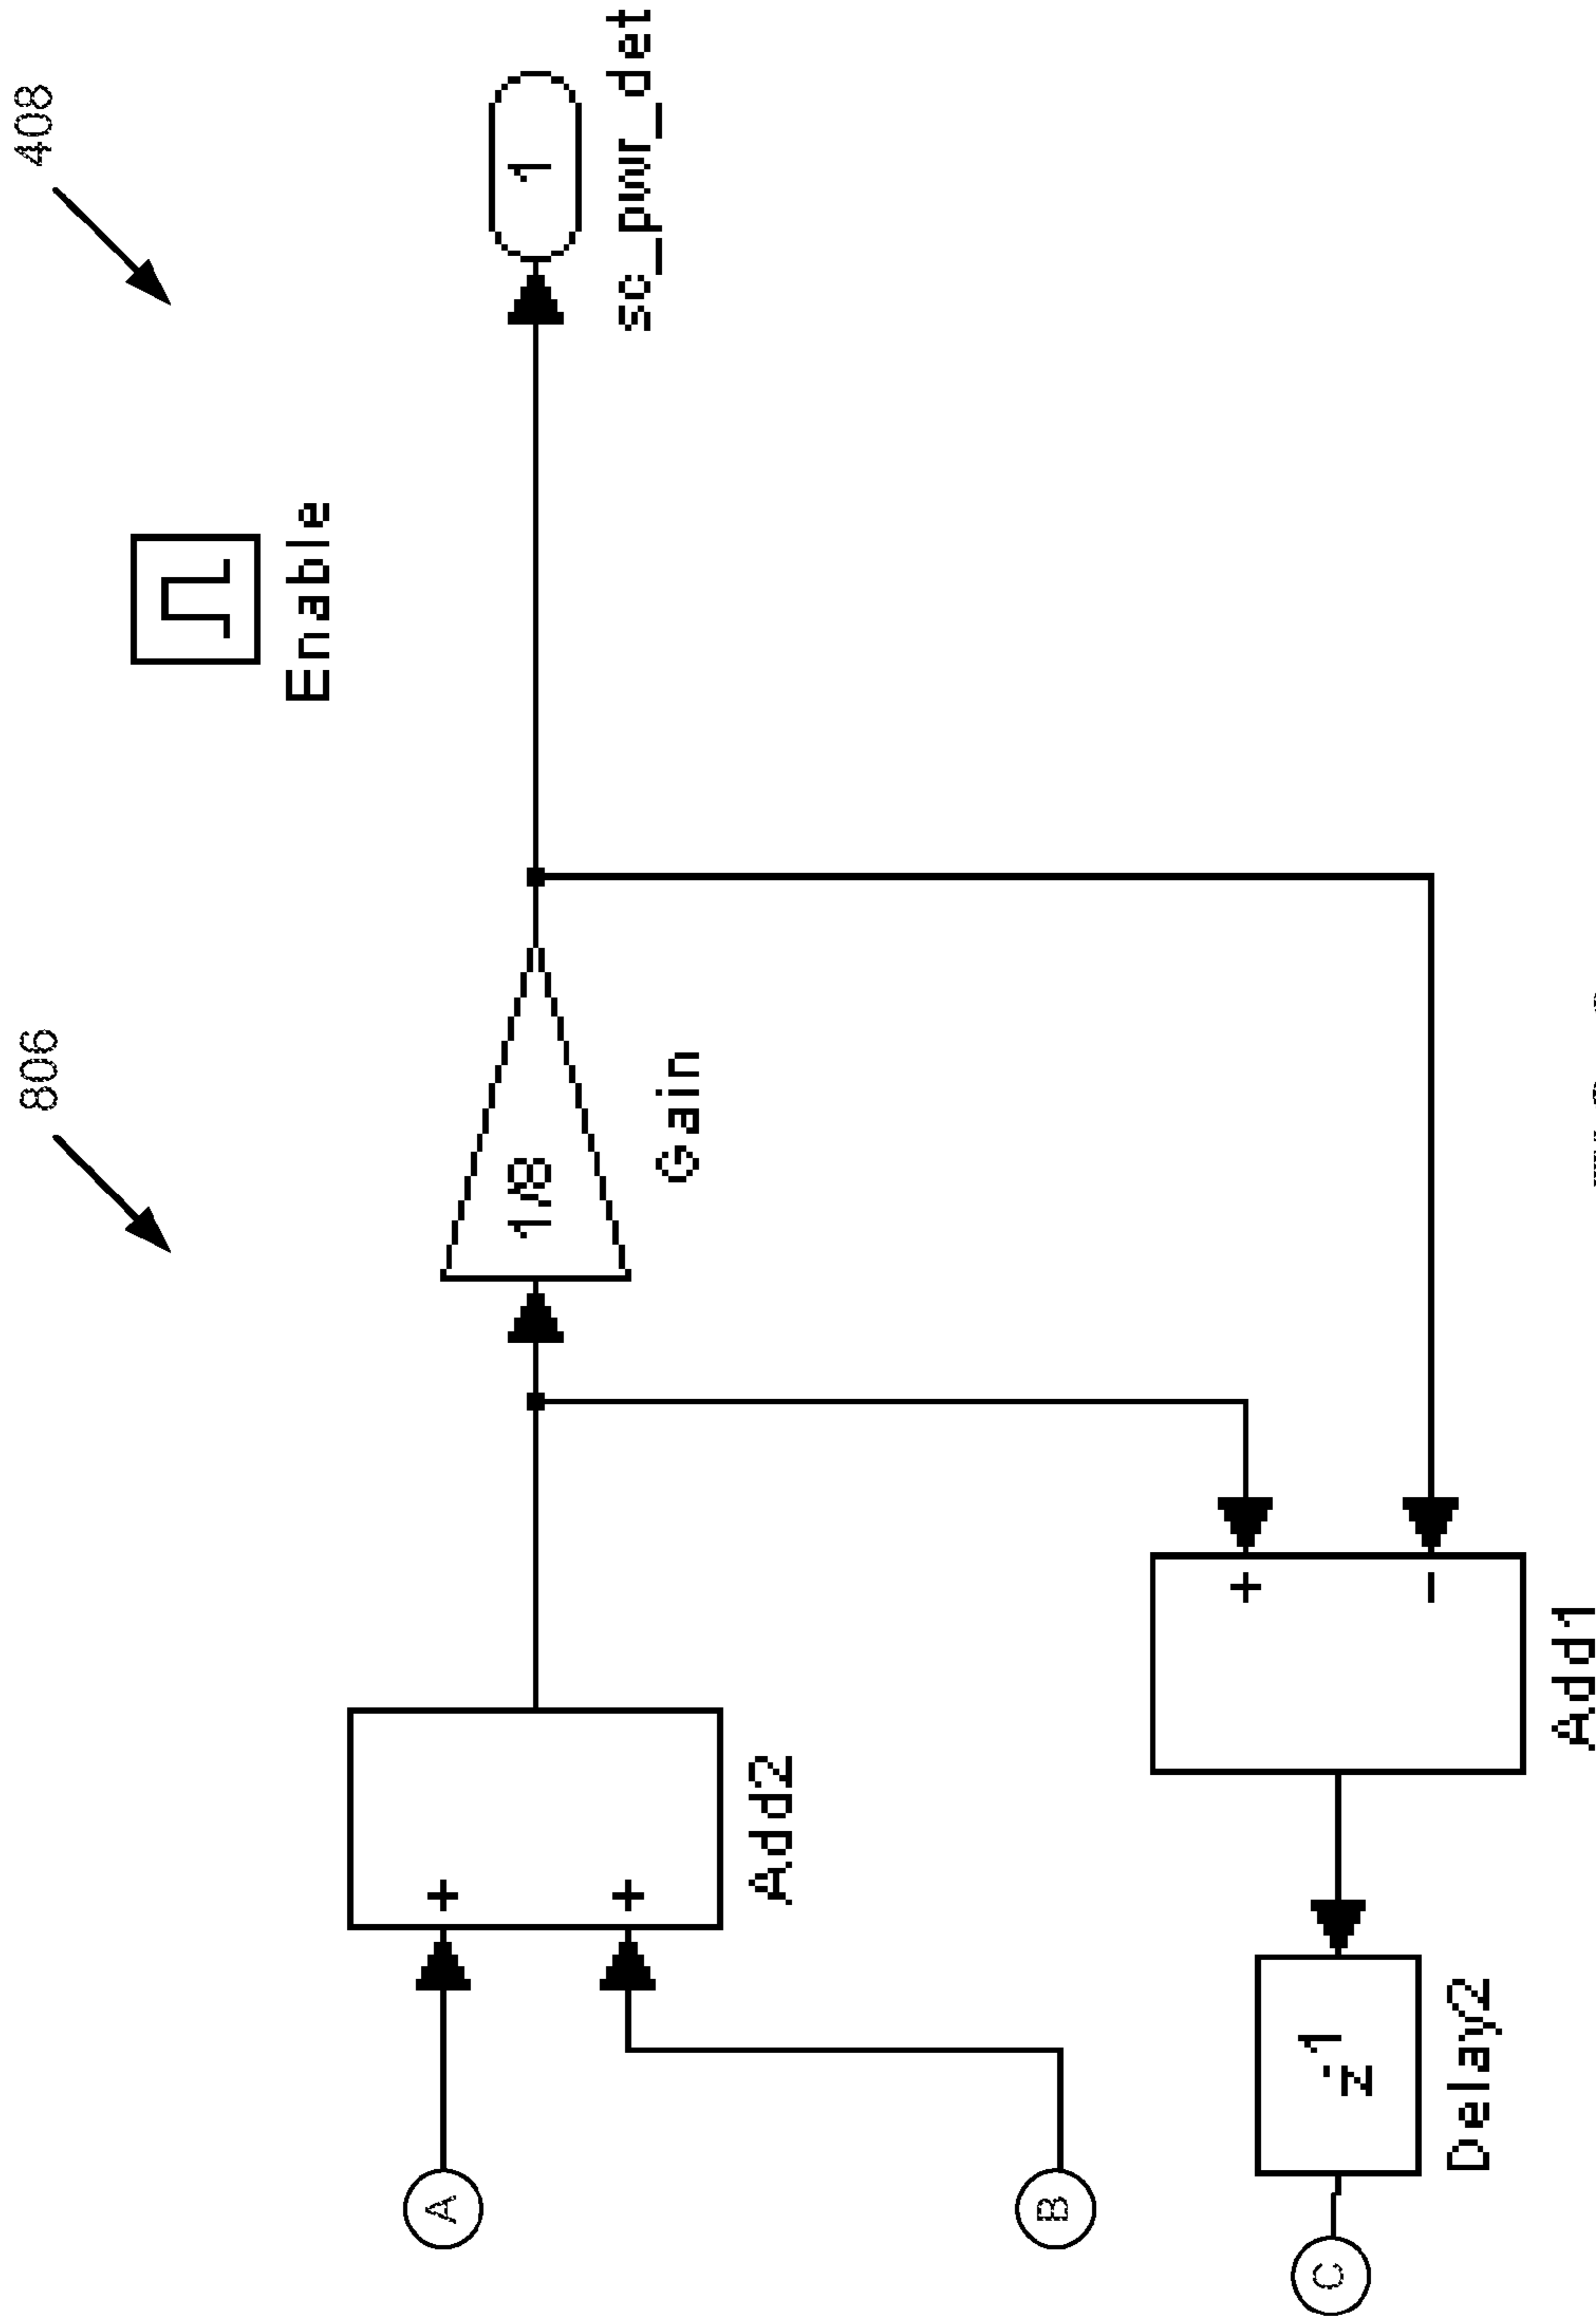 806
408
Enable
A
+
+
Add2
1/8
Gain
1
sc_pwr_det
B
C
z-1
Delay2
+
−
Add1